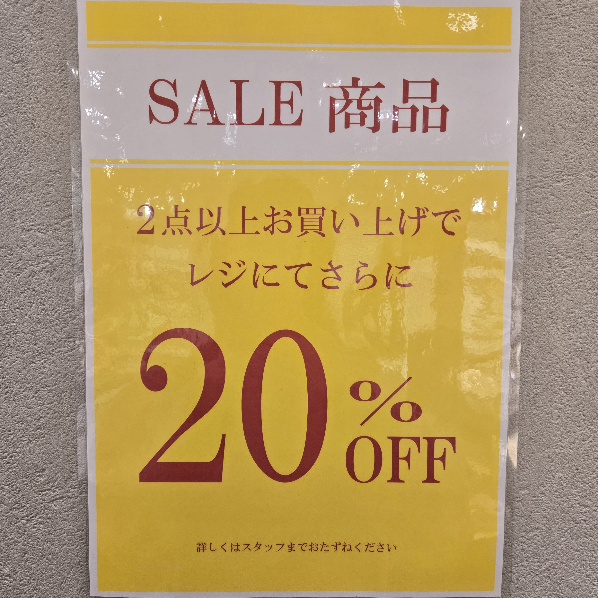 SALE 商品
2点以上お買い上げで
レジにてさらに
20%
OFF
詳しくはスタッフまでおたずねください